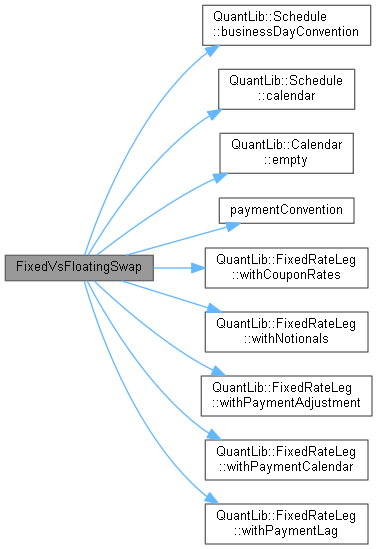 QuantLib::Schedule
::businessDayConvention
QuantLib::Schedule
::calendar
QuantLib::Calendar
::empty
paymentConvention
FixedVsFloatingSwap
QuantLib::FixedRateLeg
::withCouponRates
QuantLib::FixedRateLeg
::withNotionals
QuantLib::FixedRateLeg
::withPaymentAdjustment
QuantLib::FixedRateLeg
::withPaymentCalendar
QuantLib::FixedRateLeg
::withPaymentLag